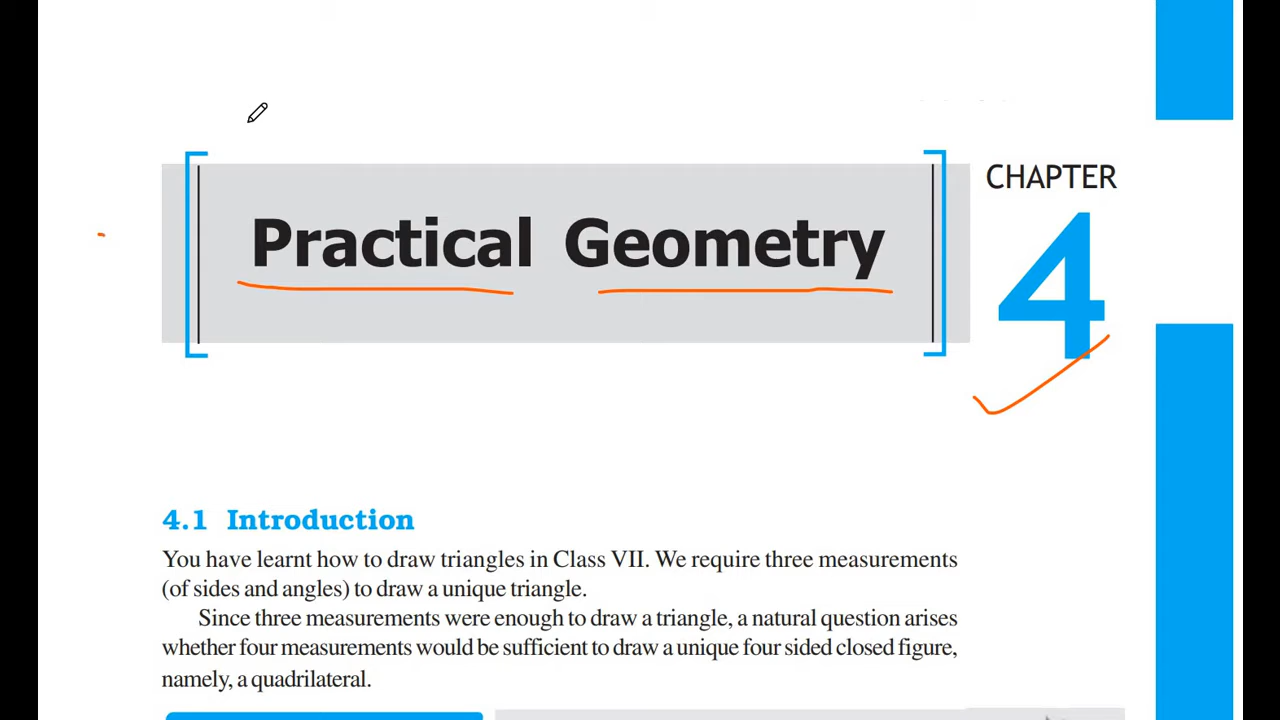 CHAPTER
4
Practical Geometry
4.1 Introduction
You have learnt how to draw triangles in Class VII. We require three measurements
(of sides and angles) to draw a unique triangle.
Since three measurements were enough to draw a triangle, a natural question arises
whether four measurements would be sufficient to draw a unique four sided closed figure,
namely, a quadrilateral.